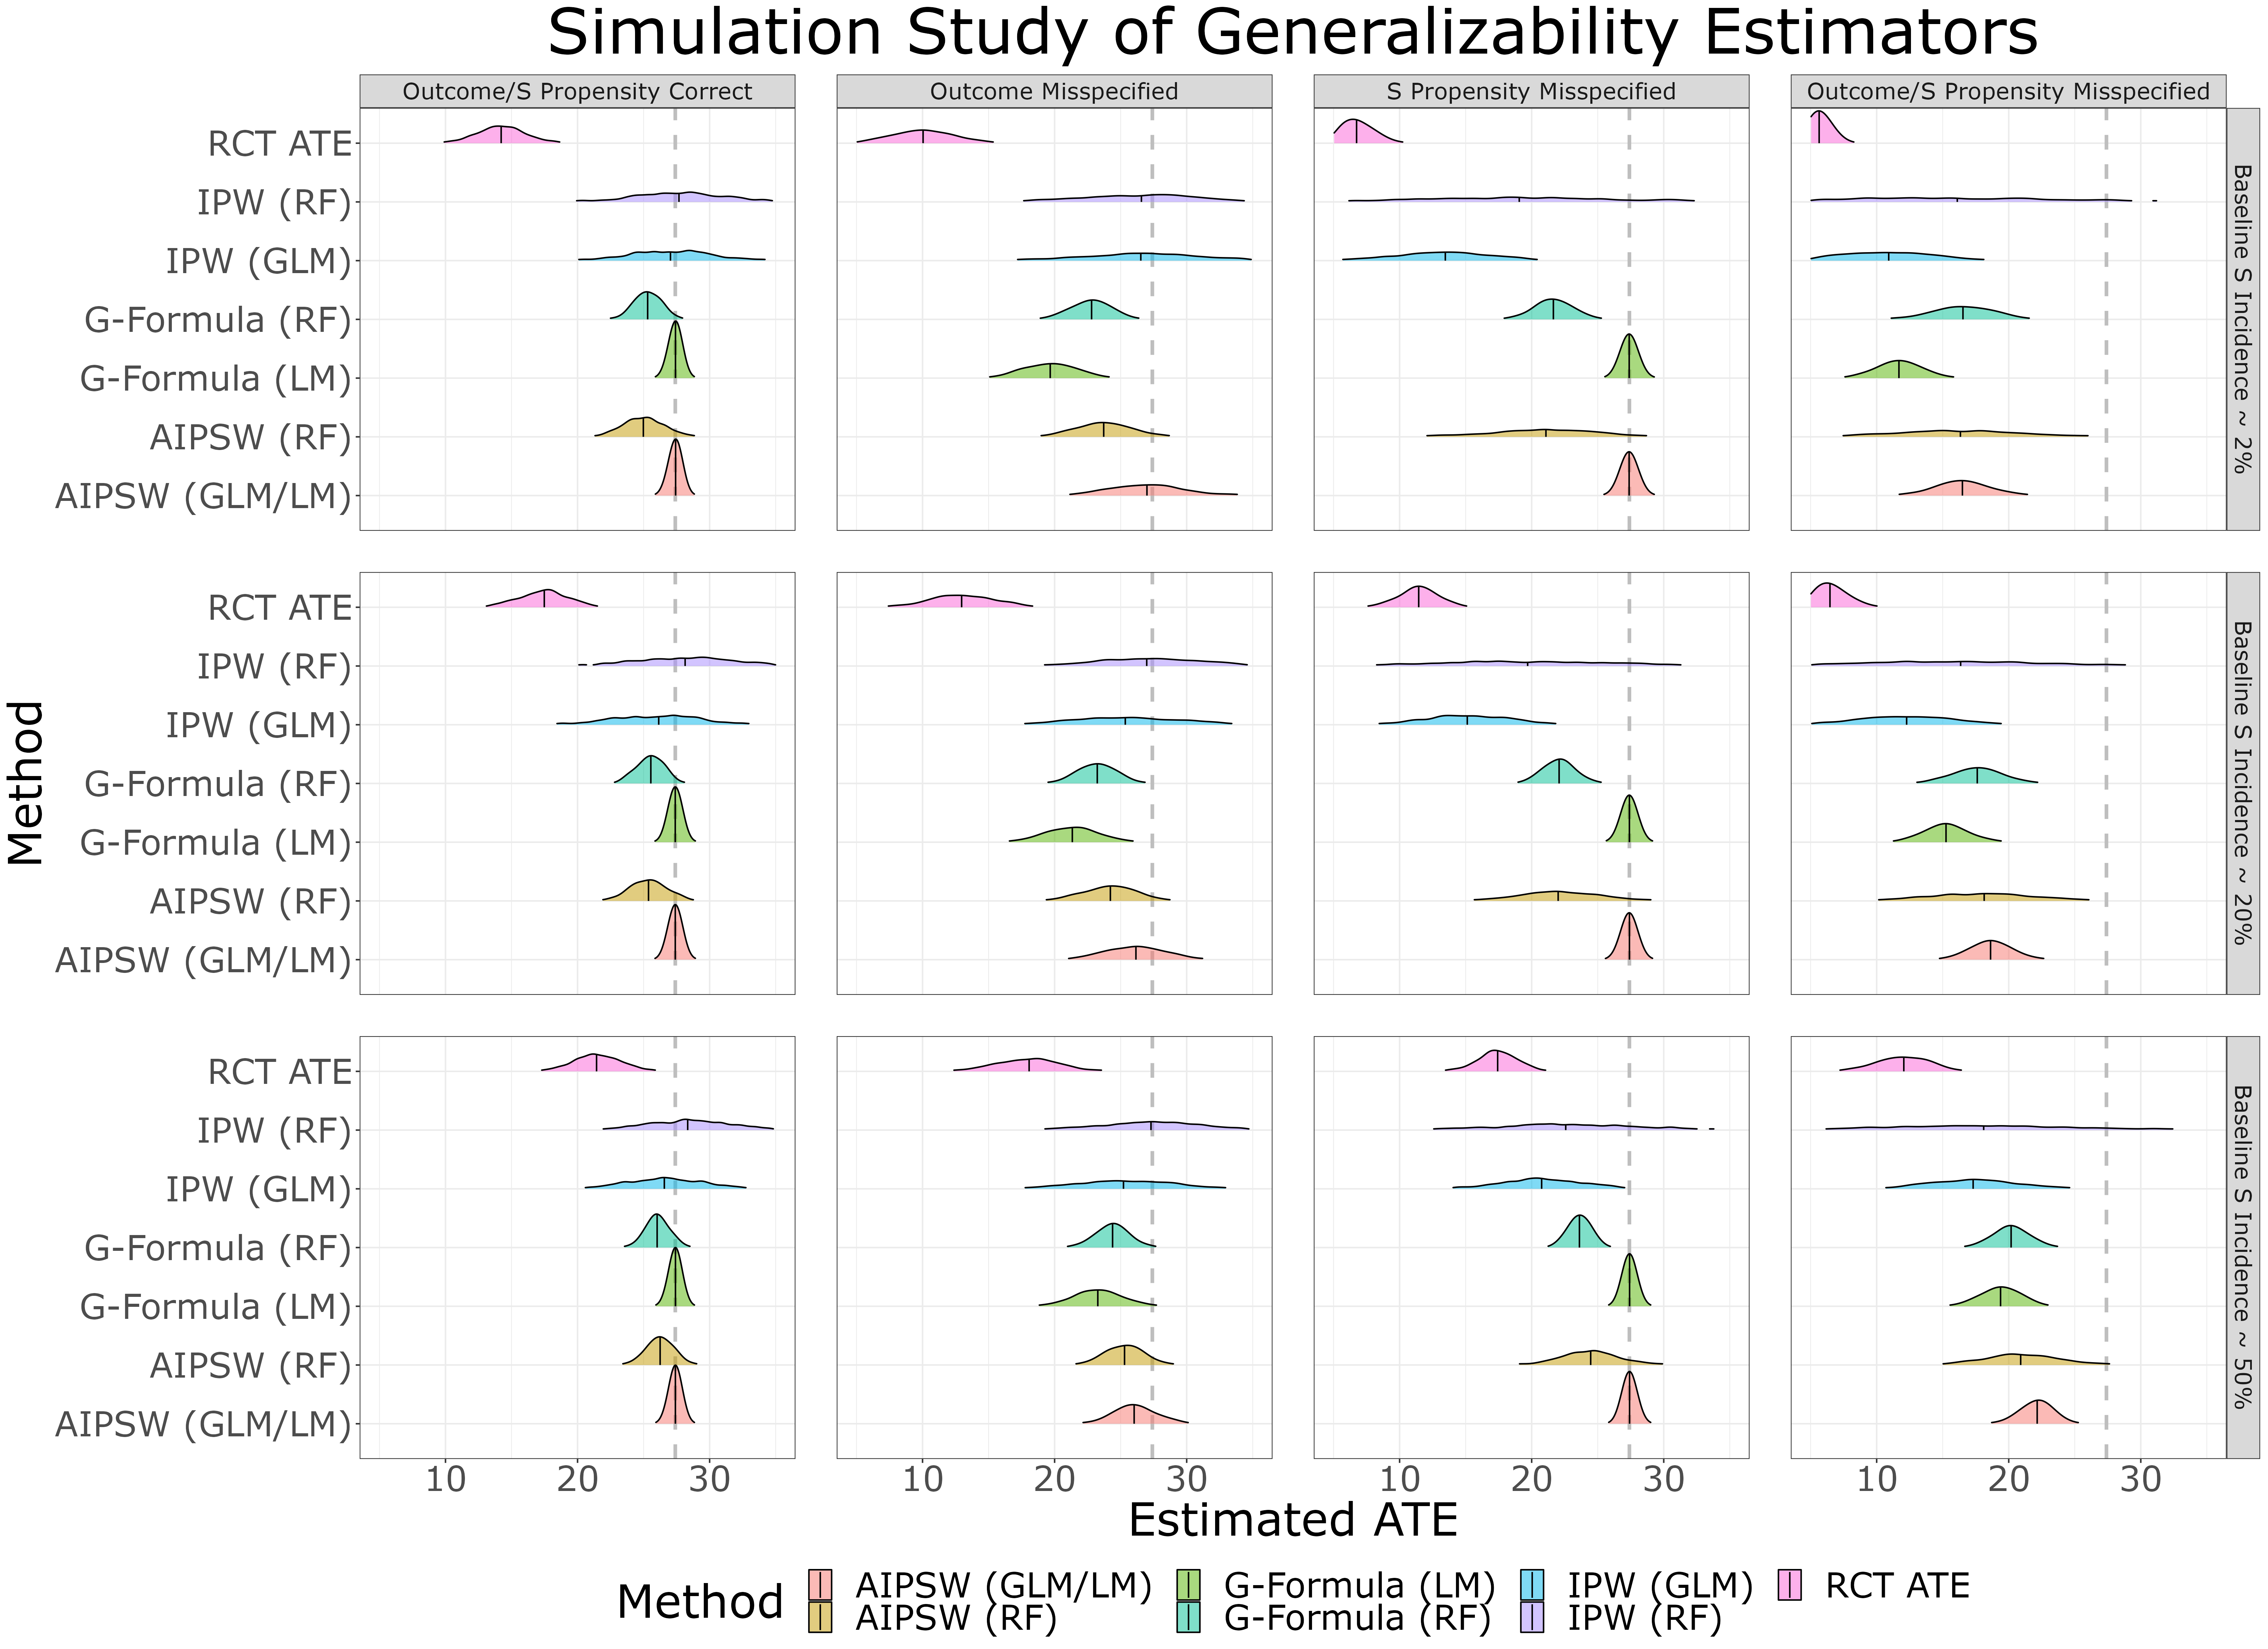 Simulation Study of Generalizability Estimators
Outcome/S Propensity Correct
Outcome Misspecified
S Propensity Misspecified
Outcome/S Propensity Misspecified
RCT ATE
IPW (RF)
IPW (GLM)
G-Formula (RF)
G-Formula (LM)
AIPSW (RF)
AIPSW (GLM/LM)
Baseline S Incidence ~ 2%
Method
RCT ATE
IPW (RF)
IPW (GLM)
G-Formula (RF)
G-Formula (LM)
AIPSW (RF)
AIPSW (GLM/LM)
Baseline S Incidence ~ 20%
RCT ATE
IPW (RF)
IPW (GLM)
G-Formula (RF)
G-Formula (LM)
AIPSW (RF)
AIPSW (GLM/LM)
Baseline S Incidence ~ 50%
10 20 30 10 20 30 10 20 30 10 20 30
Estimated ATE
Method
AIPSW (GLM/LM) G-Formula (LM) IPW (GLM) RCT ATE
AIPSW (RF) G-Formula (RF) IPW (RF)